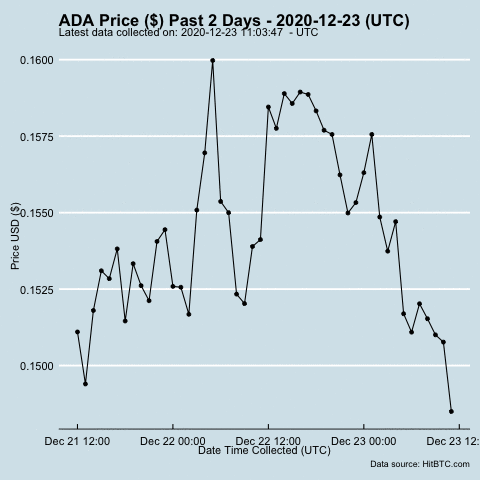 ADA Price ($) Past 2 Days - 2020-12-23 (UTC)
Latest data collected on: 2020-12-23 11:03:47 - UTC
0.1600
0.1575
0.1550
0.1525
0.1500
Price USD ($)
Dec 21 12:00 Dec 22 00:00 Dec 22 12:00 Dec 23 00:00 Dec 23 12:
Date Time Collected (UTC)
Data source: HitBTC.com